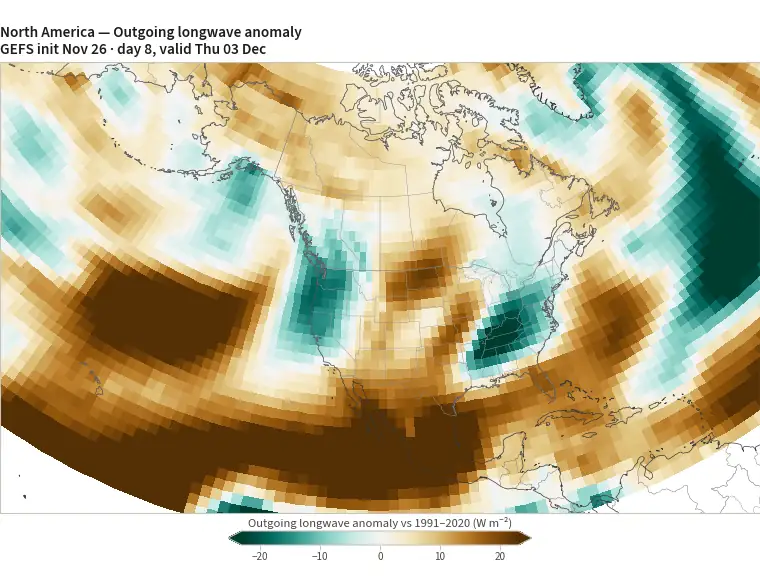 North America — Outgoing longwave anomaly
GEFS init Nov 26 · day 8, valid Thu 03 Dec
Outgoing longwave anomaly vs 1991–2020 (W m⁻²)
−20 −10 0 10 20